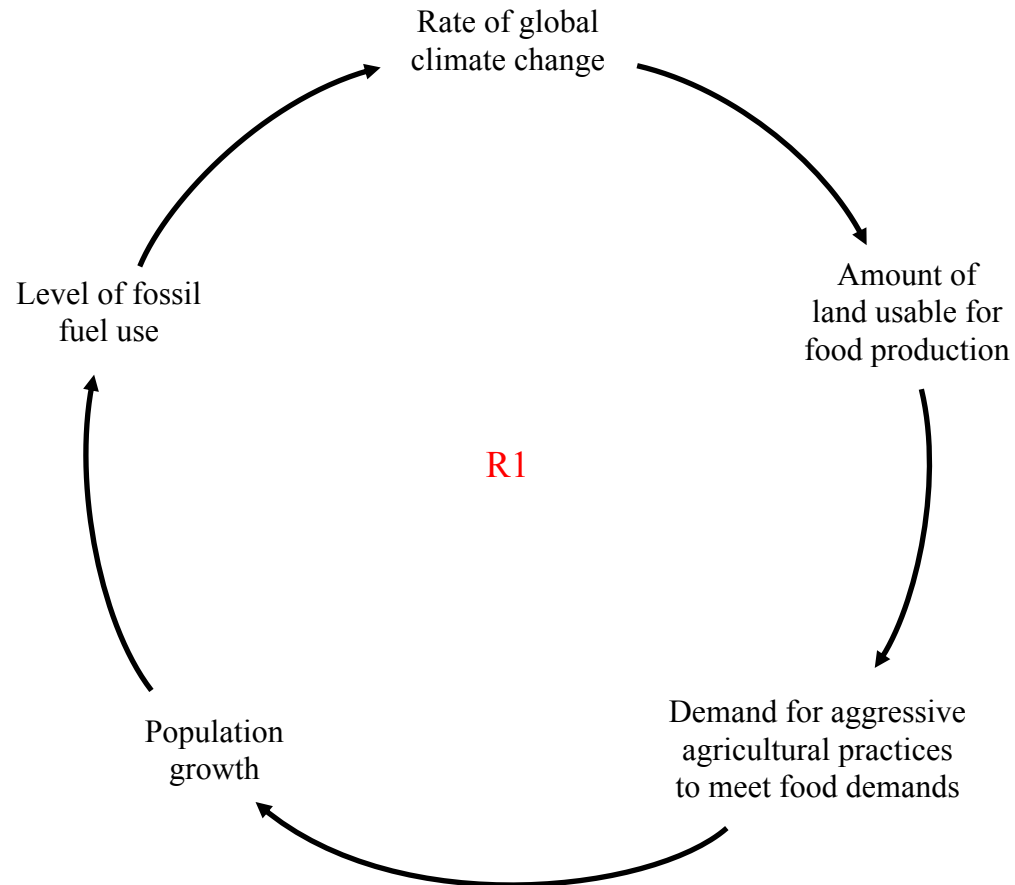 Rate of global
climate change
Amount of
land usable for
food production
Demand for aggressive
agricultural practices
to meet food demands
Population
growth
Level of fossil
fuel use
R1